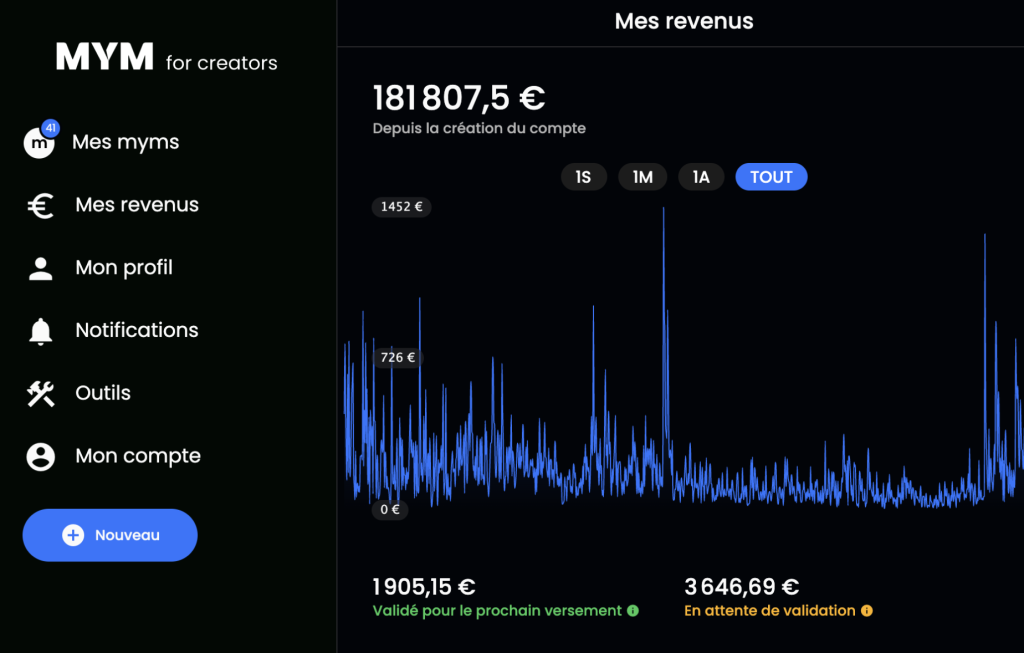 MYM for creators
41
m
Mes myms
Mes revenus
Mon profil
Notifications
Outils
Mon compte
Nouveau
Mes revenus
181 807,5 €
Depuis la création du compte
1S 1M 1A TOUT
1452 €
726 €
0 €
1 905,15 €
Validé pour le prochain versement
3 646,69 €
En attente de validation